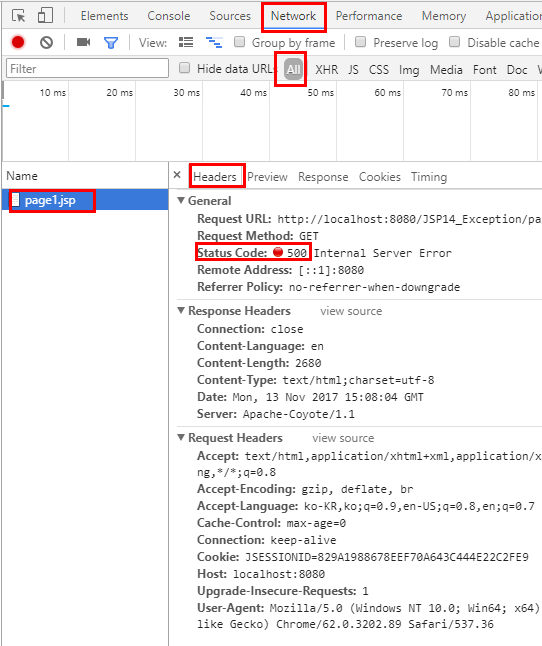 Elements Console Sources Network Performance Memory Application
View: Group by frame Preserve log Disable cache
Filter Hide data URL All XHR JS CSS Img Media Font Doc W
10 ms 20 ms 30 ms 40 ms 50 ms 60 ms 70 ms 80 ms
Name × Headers Preview Response Cookies Timing
page1.jsp
General
Request URL: http://localhost:8080/JSP14_Exception/pa
Request Method: GET
Status Code: 500 Internal Server Error
Remote Address: [::1]:8080
Referrer Policy: no-referrer-when-downgrade
Response Headers view source
Connection: close
Content-Language: en
Content-Length: 2680
Content-Type: text/html;charset=utf-8
Date: Mon, 13 Nov 2017 15:08:04 GMT
Server: Apache-Coyote/1.1
Request Headers view source
Accept: text/html,application/xhtml+xml,application/x
ng,*/*;q=0.8
Accept-Encoding: gzip, deflate, br
Accept-Language: ko-KR,ko;q=0.9,en-US;q=0.8,en;q=0.7
Cache-Control: max-age=0
Connection: keep-alive
Cookie: JSESSIONID=829A1988678EEF70A643C444E22C2FE9
Host: localhost:8080
Upgrade-Insecure-Requests: 1
User-Agent: Mozilla/5.0 (Windows NT 10.0; Win64; x64)
like Gecko) Chrome/62.0.3202.89 Safari/537.36